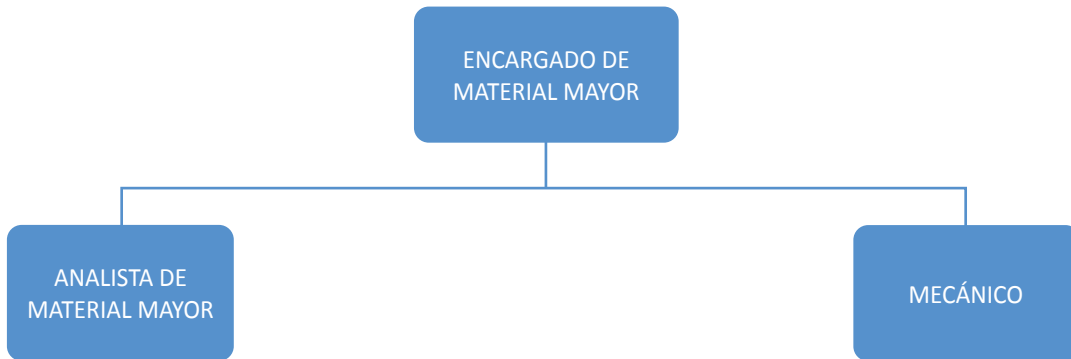 ENCARGADO DE
MATERIAL MAYOR
ANALISTA DE
MATERIAL MAYOR
MECÁNICO